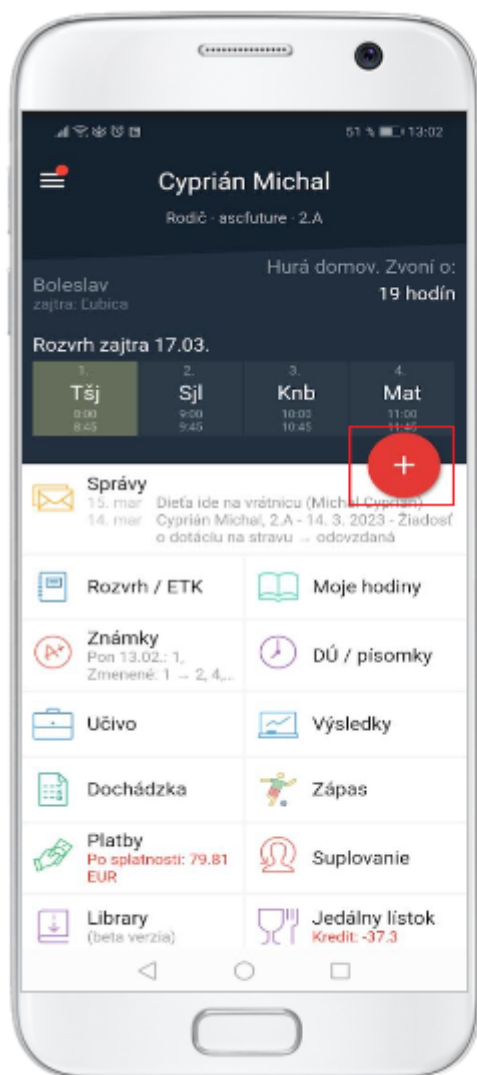 51 % 13:02
Cyprián Michal
Rodič · ascfuture · 2.A
Hurá domov. Zvoní o:
Boleslav
19 hodín
zajtra: Ľubica
Rozvrh zajtra 17.03.
1. 2. 3. 4.
Tšj Sjl Knb Mat
8:00 9:00 10:00 11:00
8:45 9:45 10:45 11:45
+
Správy
15. mar Dieťa ide na vrátnicu (Michal Cyprián)
14. mar Cyprián Michal, 2.A - 14. 3. 2023 - Žiadosť
o dotáciu na stravu → odovzdaná
Rozvrh / ETK Moje hodiny
Známky
Pon 13.02.: 1,
Zmenené: 1 → 2, 4,...
DÚ / písomky
Učivo Výsledky
Dochádzka Zápas
Platby
Po splatnosti: 79.81
EUR
Suplovanie
Library
(beta verzia)
Jedálny lístok
Kredit: -37.3